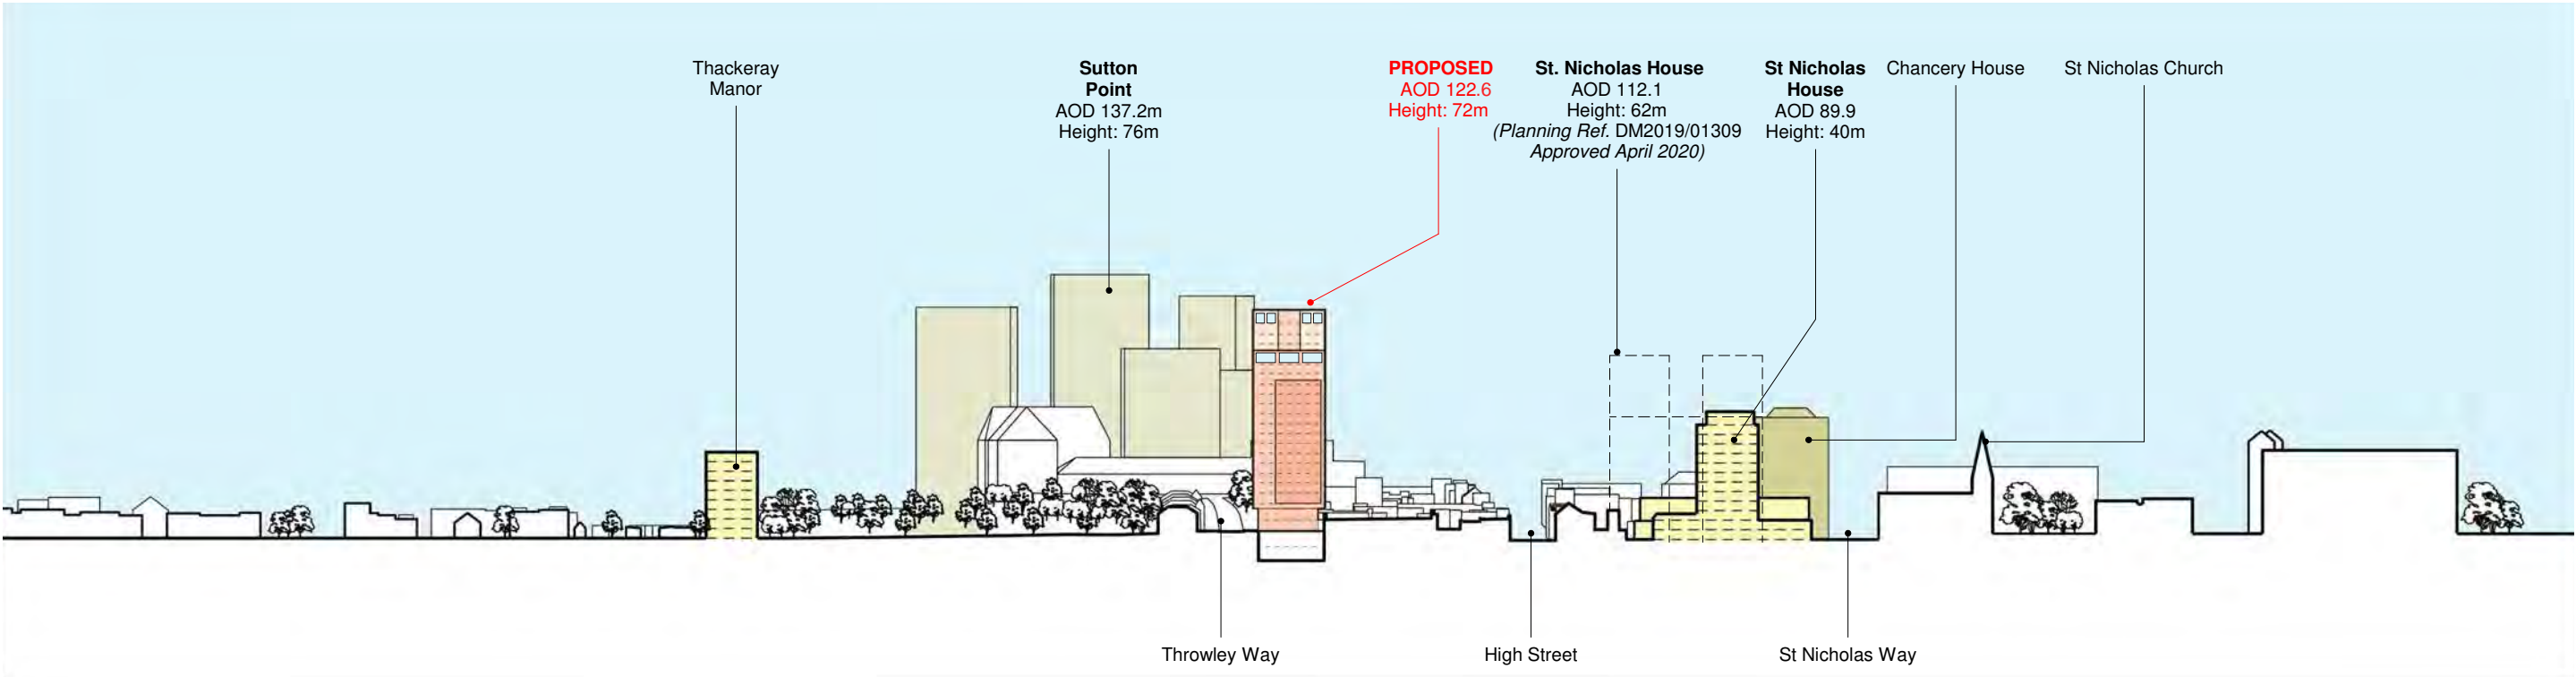 Thackeray
Manor
Sutton
Point
AOD 137.2m
Height: 76m
PROPOSED
AOD 122.6
Height: 72m
St. Nicholas House
AOD 112.1
Height: 62m
(Planning Ref. DM2019/01309
Approved April 2020)
St Nicholas
House
AOD 89.9
Height: 40m
Chancery House
St Nicholas Church
Throwley Way
High Street
St Nicholas Way